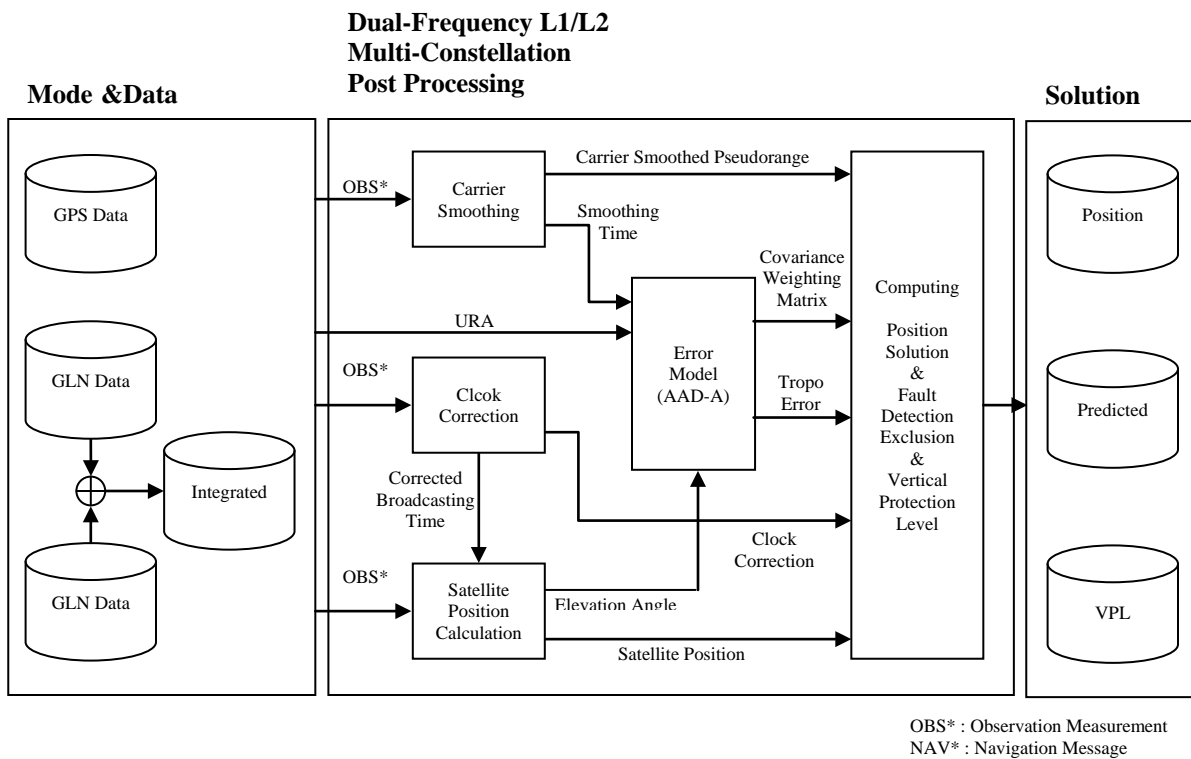 Dual-Frequency L1/L2
Multi-Constellation
Post Processing
Mode &Data
Solution
GPS Data
GLN Data
Integrated
GLN Data
OBS*
Carrier
Smoothing
Carrier Smoothed Pseudorange
Smoothing
Time
URA
OBS*
Clcok
Correction
Corrected
Broadcasting
Time
OBS*
Satellite
Position
Calculation
Elevation Angle
Satellite Position
Error
Model
(AAD-A)
Covariance
Weighting
Matrix
Tropo
Error
Clock
Correction
Computing
Position
Solution
&
Fault
Detection
Exclusion
&
Vertical
Protection
Level
Position
Predicted
VPL
OBS* : Observation Measurement
NAV* : Navigation Message